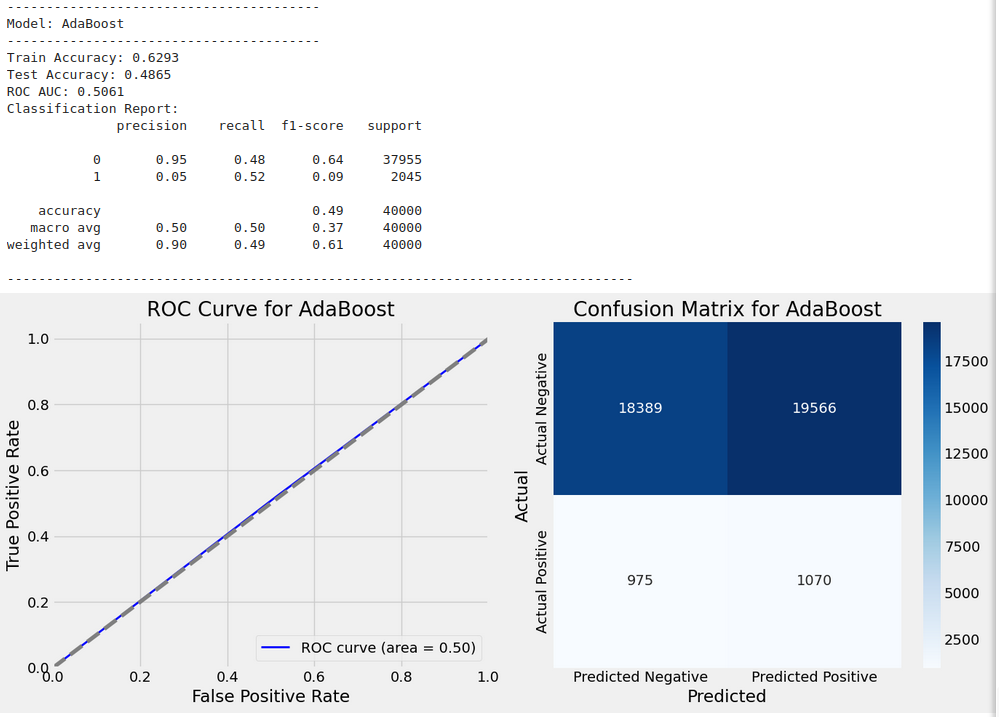 ----------------------------------------
Model: AdaBoost
----------------------------------------
Train Accuracy: 0.6293
Test Accuracy: 0.4865
ROC AUC: 0.5061
Classification Report:
precision recall f1-score support
0 0.95 0.48 0.64 37955
1 0.05 0.52 0.09 2045
accuracy 0.49 40000
macro avg 0.50 0.50 0.37 40000
weighted avg 0.90 0.49 0.61 40000
--------------------------------------------------------------------------------
ROC Curve for AdaBoost
True Positive Rate
1.0
0.8
0.6
0.4
0.2
0.0
0.0 0.2 0.4 0.6 0.8 1.0
False Positive Rate
ROC curve (area = 0.50)
Confusion Matrix for AdaBoost
Actual
Actual Negative
18389 19566
Actual Positive
975 1070
Predicted Negative Predicted Positive
Predicted
17500
15000
12500
10000
7500
5000
2500